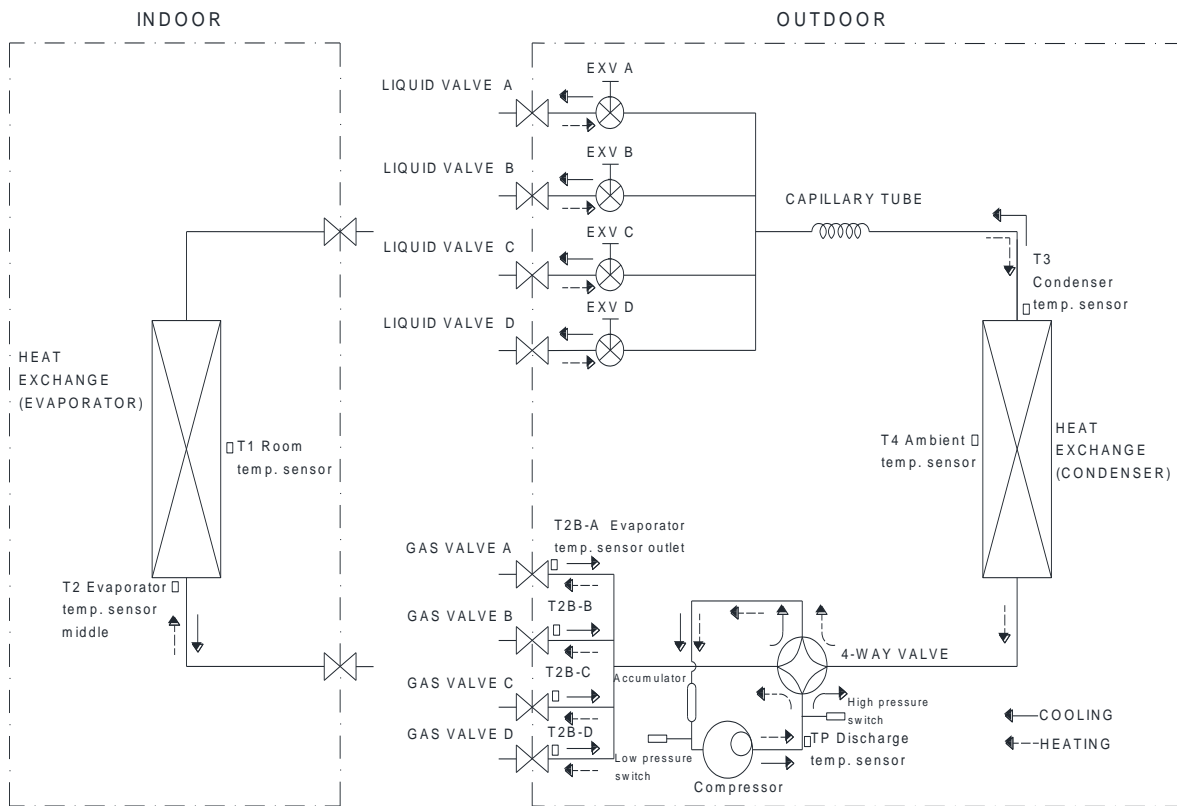 INDOOR
OUTDOOR
LIQUID VALVE A
EXV A
LIQUID VALVE B
EXV B
LIQUID VALVE C
EXV C
LIQUID VALVE D
EXV D
CAPILLARY TUBE
T3
Condenser
temp. sensor
HEAT
EXCHANGE
(EVAPORATOR)
T1 Room
temp. sensor
T2 Evaporator
temp. sensor
middle
T4 Ambient
temp. sensor
HEAT
EXCHANGE
(CONDENSER)
GAS VALVE A
T2B-A Evaporator
temp. sensor outlet
GAS VALVE B
T2B-B
GAS VALVE C
T2B-C
GAS VALVE D
T2B-D
Accumulator
4-WAY VALVE
High pressure
switch
Low pressure
switch
TP Discharge
temp. sensor
Compressor
COOLING
HEATING